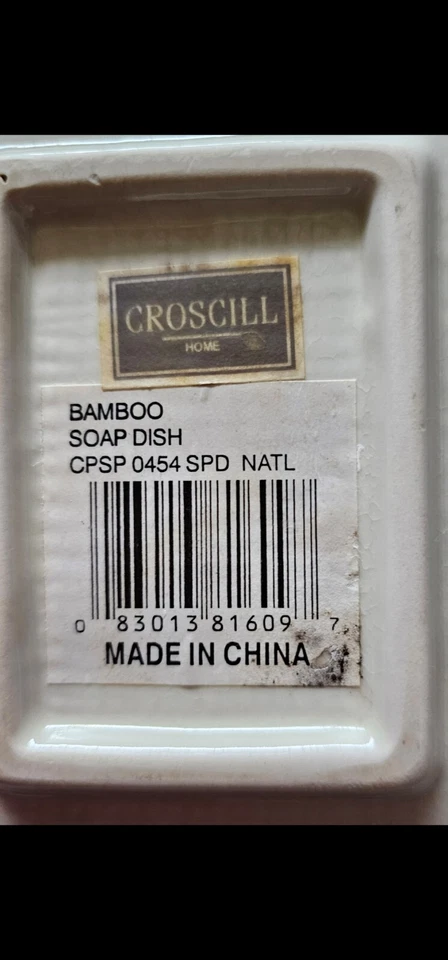 CROSCILL
HOME
BAMBOO
SOAP DISH
CPSP 0454 SPD NATL
0 83013 81609 7
MADE IN CHINA